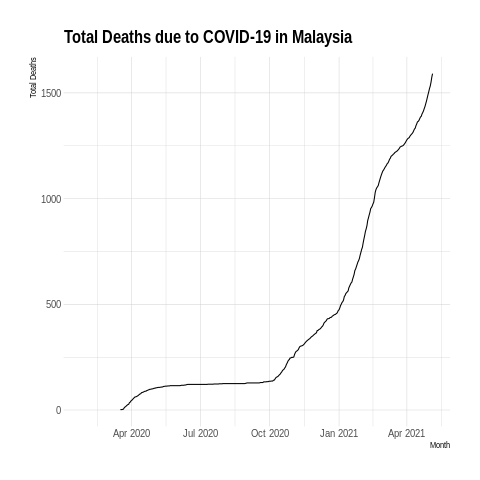 Total Deaths due to COVID-19 in Malaysia
Total Deaths
1500
1000
500
0
Apr 2020 Jul 2020 Oct 2020 Jan 2021 Apr 2021
Month